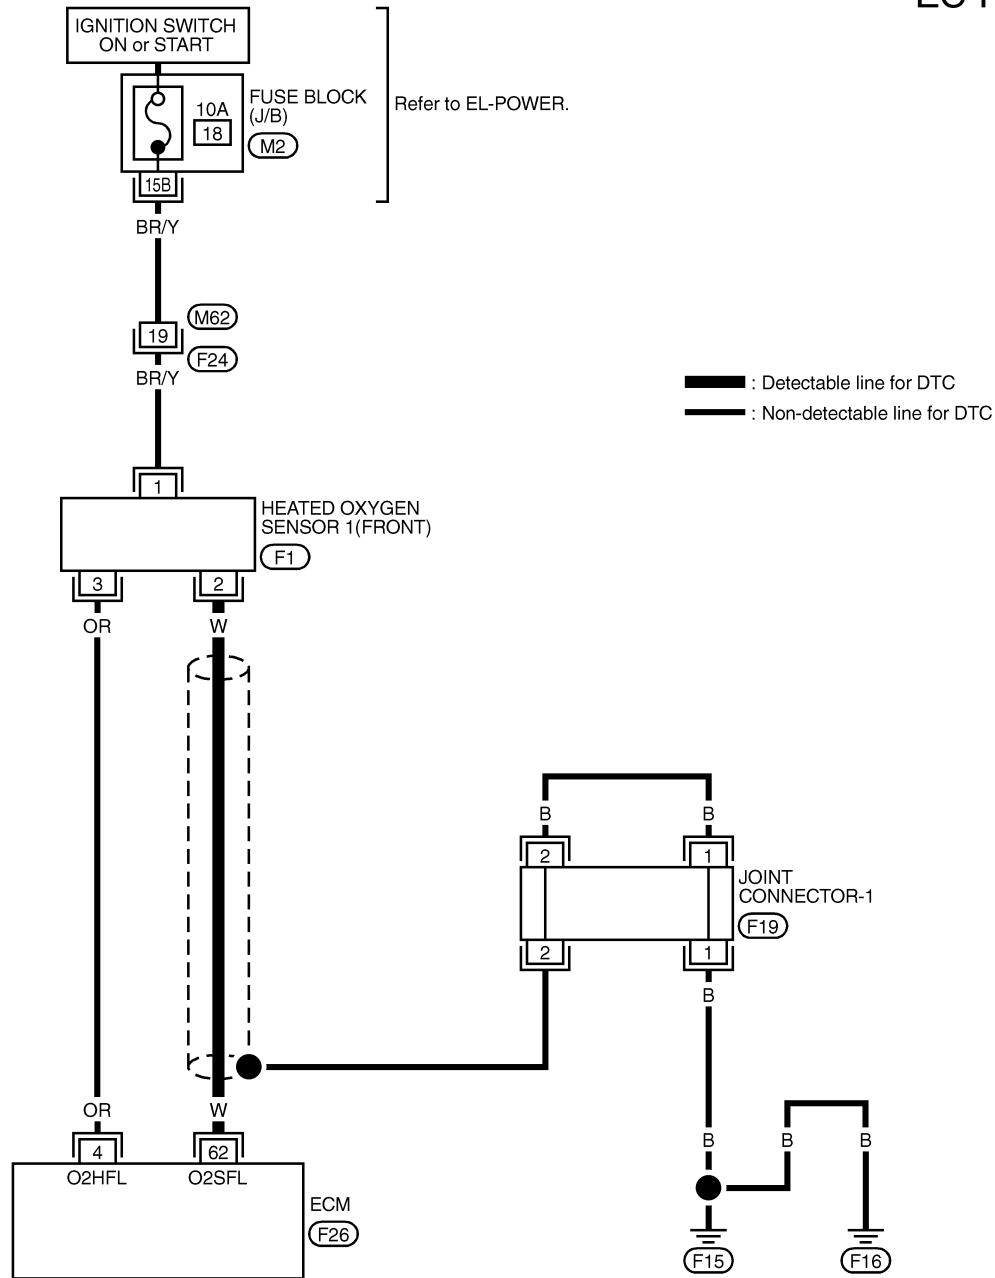 IGNITION SWITCH
ON or START
FUSE BLOCK
(J/B)
10A
18
M2
Refer to EL-POWER.
15B
BR/Y
M62
19
F24
BR/Y
: Detectable line for DTC
: Non-detectable line for DTC
1
HEATED OXYGEN
SENSOR 1(FRONT)
F1
3 2
OR W
B B
2 1
JOINT
CONNECTOR-1
F19
2 1
B
OR W
B B B
4 62
O2HFL O2SFL
ECM
F26
F15 F16